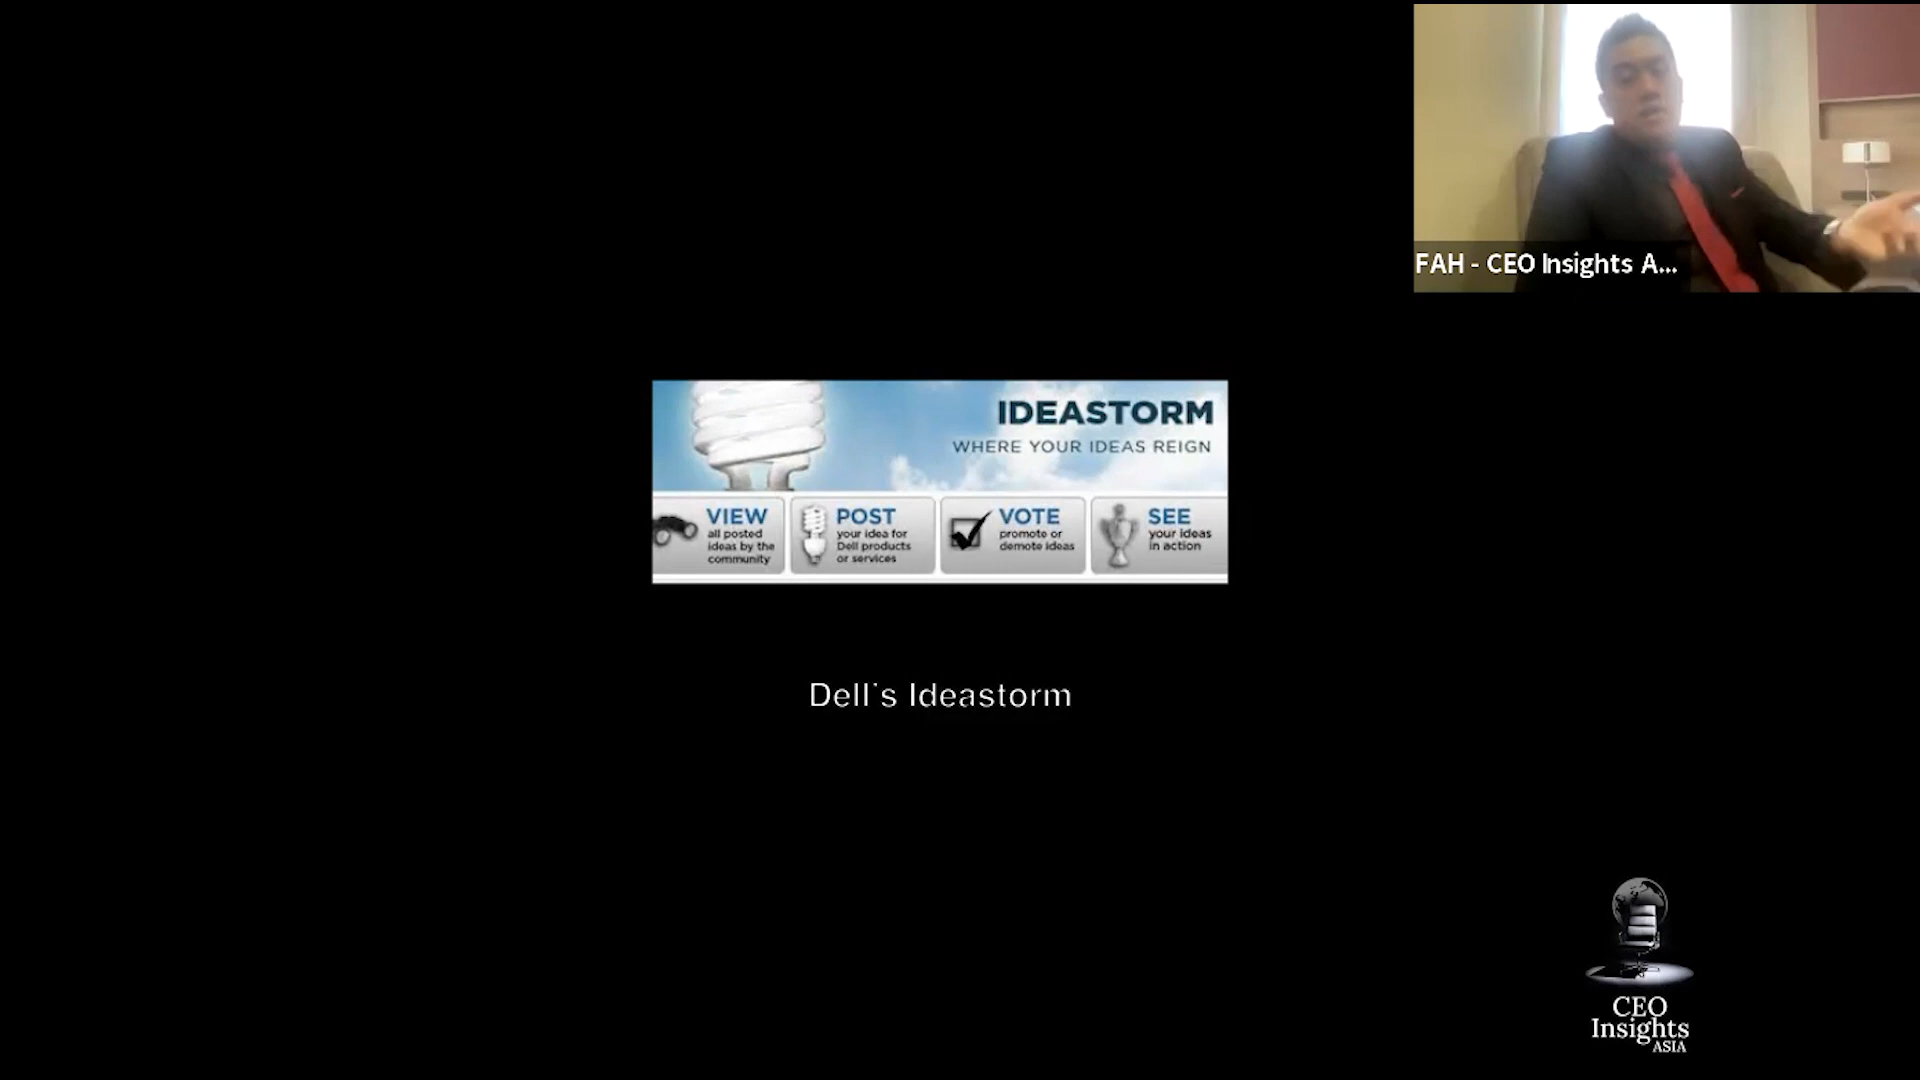 FAH - CEO Insights A...
IDEASTORM
WHERE YOUR IDEAS REIGN
VIEW
all posted
ideas by the
community
POST
your idea for
Dell products
or services
VOTE
promote or
demote ideas
SEE
your ideas
in action
Dell`s Ideastorm
CEO
Insights
ASIA